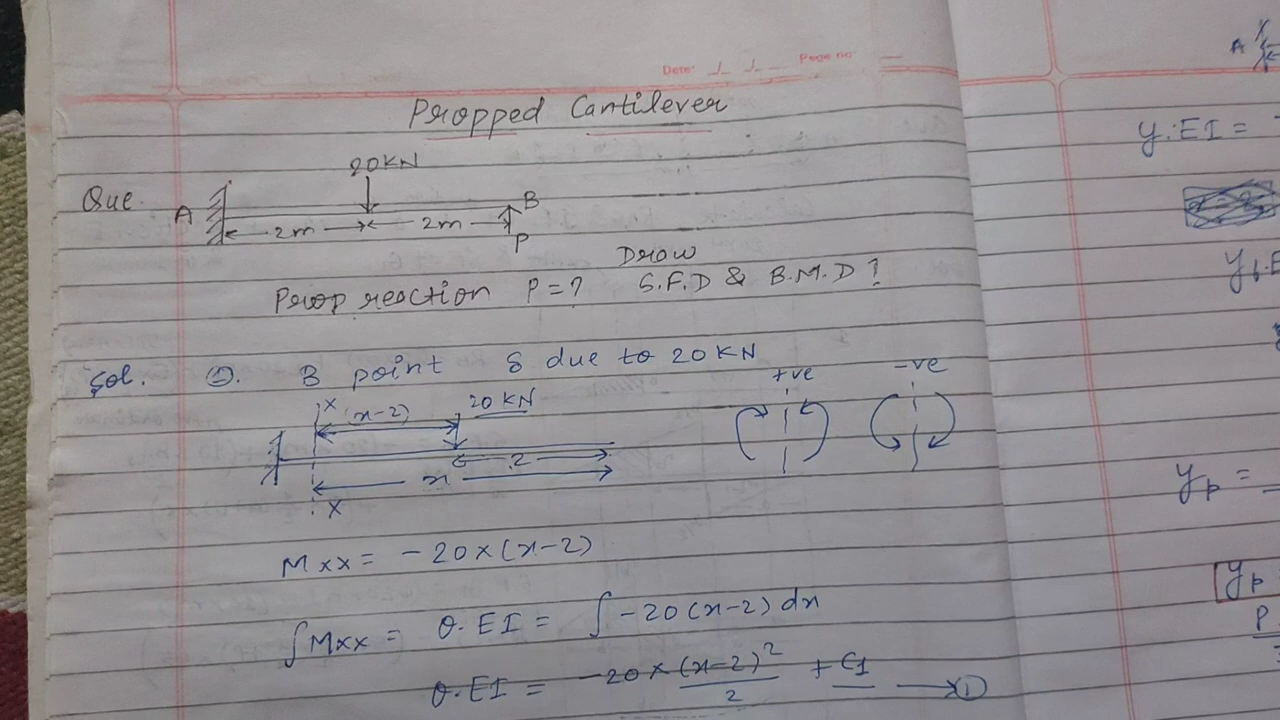 Date: Page no
Propped Cantilever
A
20KN
Que. A B
2m 2m
P
y.EI =
Draw
Prop reaction P=? S.F.D & B.M.D?
Sol. B point δ due to 20KN
+ve -ve
x (x-2) 20 KN
2
x
x
yp =
Mxx = -20×(x-2)
∫Mxx = θ.EI = ∫-20(x-2)dx
yp
P
θ.EI = -20×(x-2)² / 2 + C1 → ①